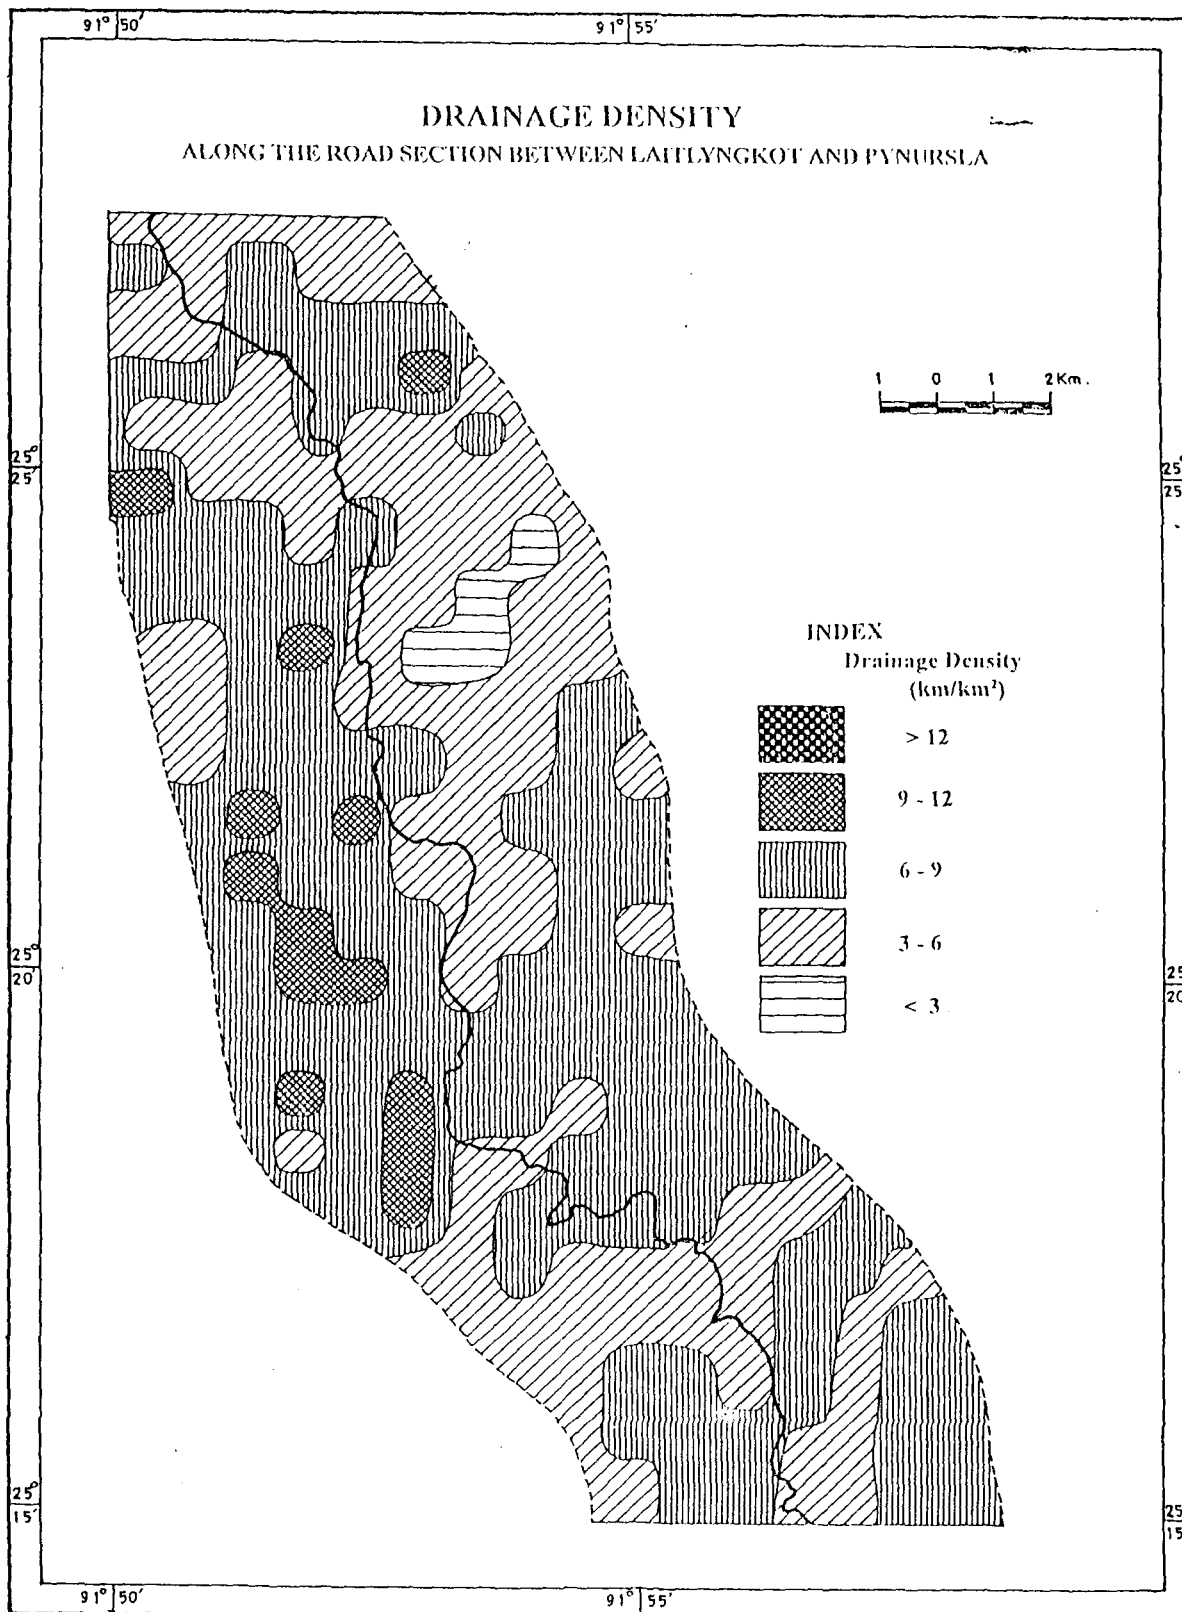 91° 50′ 91° 55′
DRAINAGE DENSITY
ALONG THE ROAD SECTION BETWEEN LAITLYNGKOT AND PYNURSLA
1 0 1 2 Km.
25° 25°
25′ 25
INDEX
Drainage Density
(km/km²)
> 12
9 - 12
6 - 9
3 - 6
< 3
25° 25
20′ 20
25° 25
15′ 15
91° 50′ 91° 55′